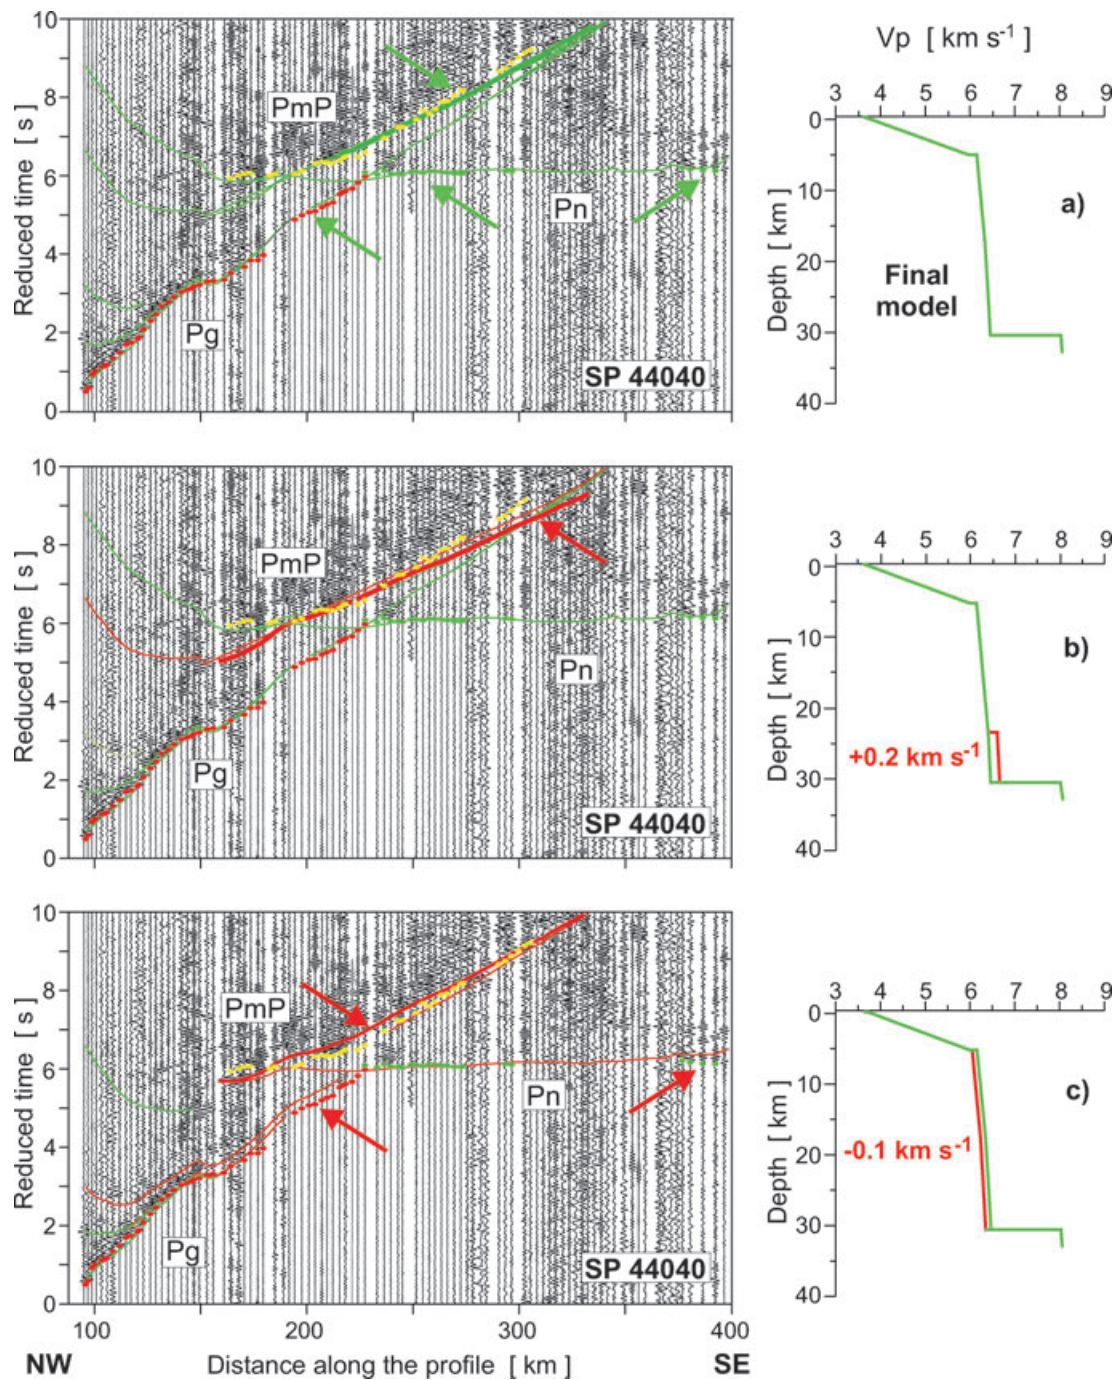 Vp [ km s-1]
3 4 5 6 7 8 9
10
8
6
4
2
0
Reduced time [ s ]
PmP
Pn
Pg
SP 44040
0
10
20
30
40
Depth [ km ]
Final
model
a)
10
8
6
4
2
0
Reduced time [ s ]
PmP
Pn
Pg
SP 44040
3 4 5 6 7 8 9
0
10
20
30
40
Depth [ km ]
+0.2 km s-1
b)
10
8
6
4
2
0
Reduced time [ s ]
PmP
Pn
Pg
SP 44040
3 4 5 6 7 8 9
0
10
20
30
40
Depth [ km ]
-0.1 km s-1
c)
100 200 300 400
NW Distance along the profile [ km ] SE